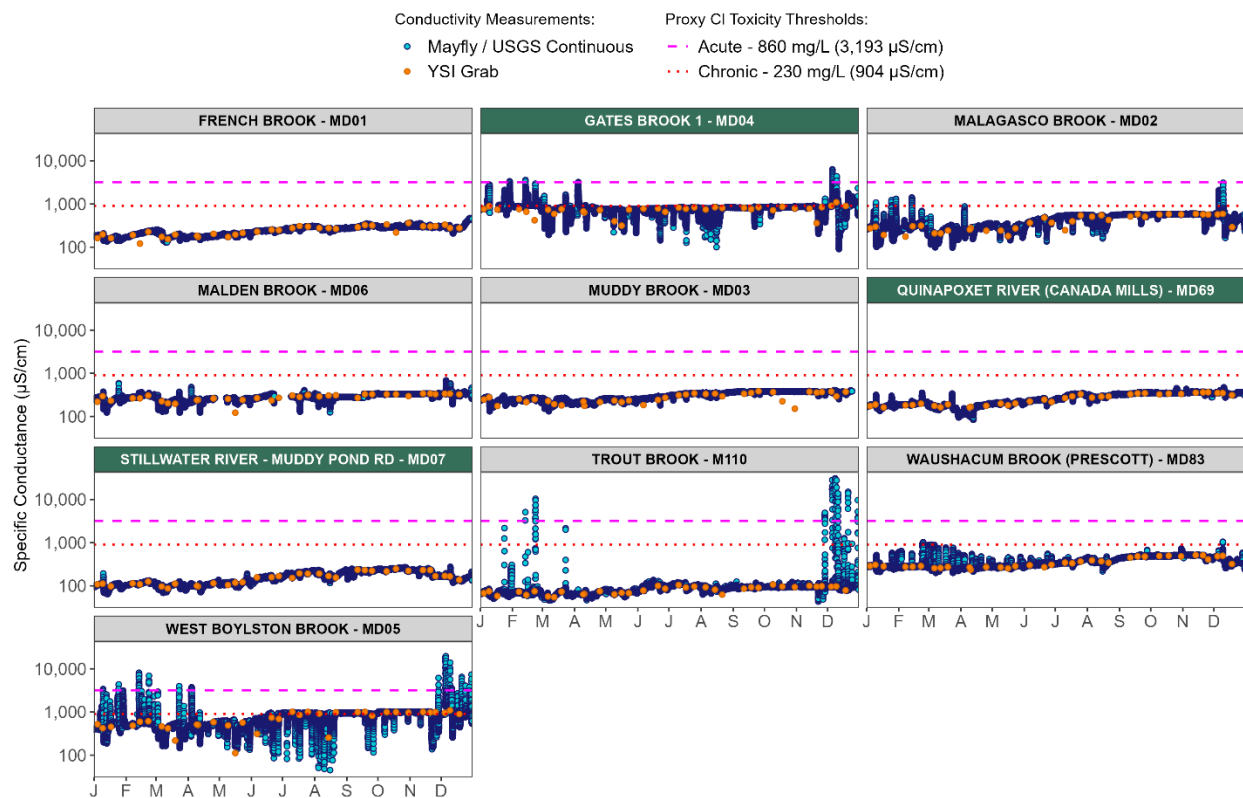 Conductivity Measurements:
Mayfly / USGS Continuous
YSI Grab
Proxy Cl Toxicity Thresholds:
Acute - 860 mg/L (3,193 µS/cm)
Chronic - 230 mg/L (904 µS/cm)
Specific Conductance (µS/cm)
FRENCH BROOK - MD01
GATES BROOK 1 - MD04
MALAGASCO BROOK - MD02
10,000
1,000
100
MALDEN BROOK - MD06
MUDDY BROOK - MD03
QUINAPOXET RIVER (CANADA MILLS) - MD69
10,000
1,000
100
STILLWATER RIVER - MUDDY POND RD - MD07
TROUT BROOK - M110
WAUSHACUM BROOK (PRESCOTT) - MD83
10,000
1,000
100
J F M A M J J A S O N D
J F M A M J J A S O N D
WEST BOYLSTON BROOK - MD05
10,000
1,000
100
J F M A M J J A S O N D